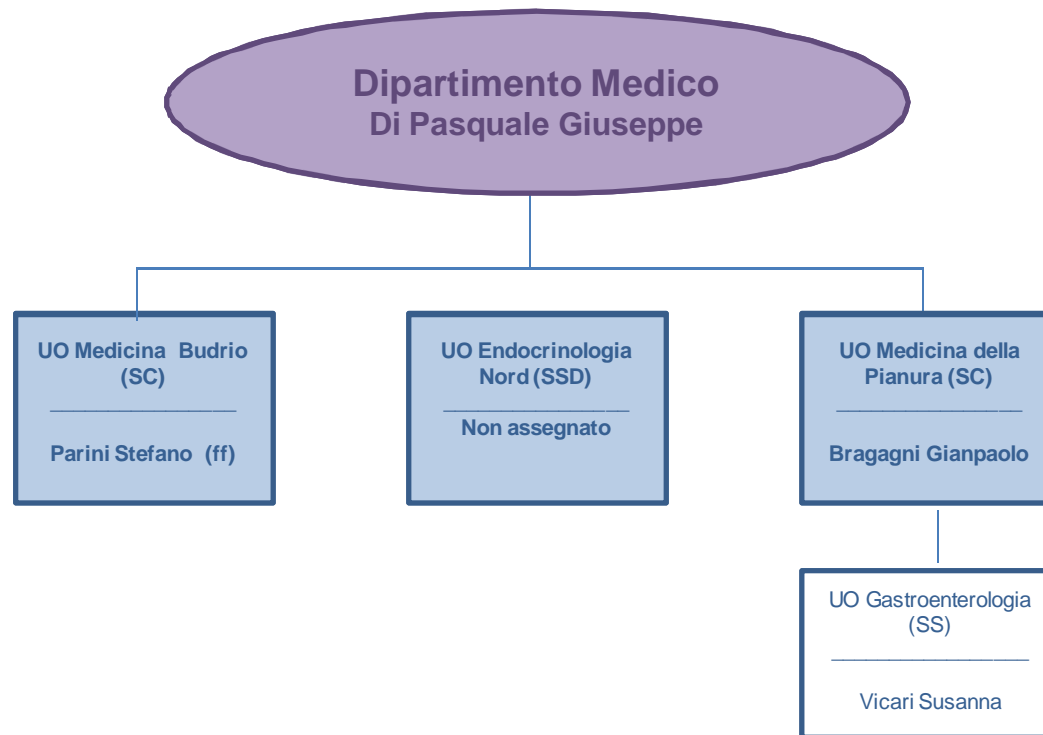 Dipartimento Medico
Di Pasquale Giuseppe
UO Medicina Budrio
(SC)
Parini Stefano (ff)
UO Endocrinologia
Nord (SSD)
Non assegnato
UO Medicina della
Pianura (SC)
Bragagni Gianpaolo
UO Gastroenterologia
(SS)
Vicari Susanna